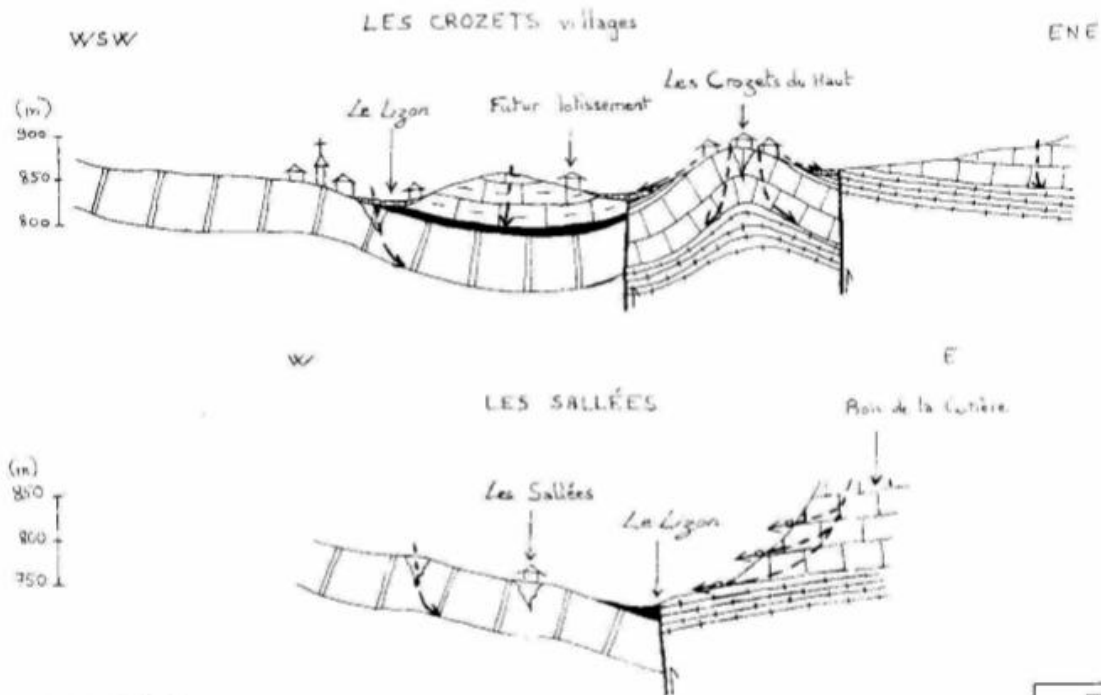 LES CROZETS villages
WSW
ENE
Les Crozets du Haut
Le Lizon
Futur lotissement
(m)
900
850
800
W
E
LES SALLÉES
Bois de la
(m)
850
800
750
Les Sallées
Le Lizon